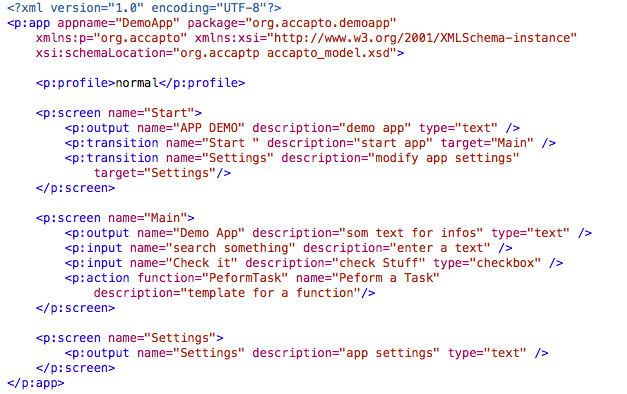 <?xml version="1.0" encoding="UTF-8"?>
<p:app appname="DemoApp" package="org.accapto.demoapp"
    xmlns:p="org.accapto" xmlns:xsi="http://www.w3.org/2001/XMLSchema-instance"
    xsi:schemaLocation="org.accaptp accapto_model.xsd">

    <p:profile>normal</p:profile>

    <p:screen name="Start">
        <p:output name="APP DEMO" description="demo app" type="text" />
        <p:transition name="Start " description="start app" target="Main" />
        <p:transition name="Settings" description="modify app settings"
            target="Settings"/>
    </p:screen>

    <p:screen name="Main">
        <p:output name="Demo App" description="som text for infos" type="text" />
        <p:input name="search something" description="enter a text" />
        <p:input name="Check it" description="check Stuff" type="checkbox" />
        <p:action function="PeformTask" name="Peform a Task"
            description="template for a function"/>
    </p:screen>

    <p:screen name="Settings">
        <p:output name="Settings" description="app settings" type="text" />
    </p:screen>
</p:app>